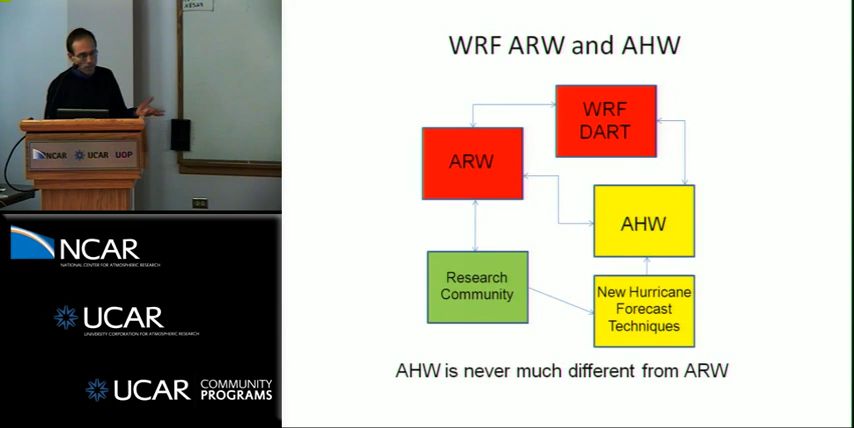 WRF ARW and AHW
WRF
DART
ARW
AHW
Research
Community
New Hurricane
Forecast
Techniques
AHW is never much different from ARW
NCAR UCAR UOP
NCAR
NATIONAL CENTER FOR ATMOSPHERIC RESEARCH
UCAR
UNIVERSITY CORPORATION FOR ATMOSPHERIC RESEARCH
UCAR COMMUNITY
PROGRAMS